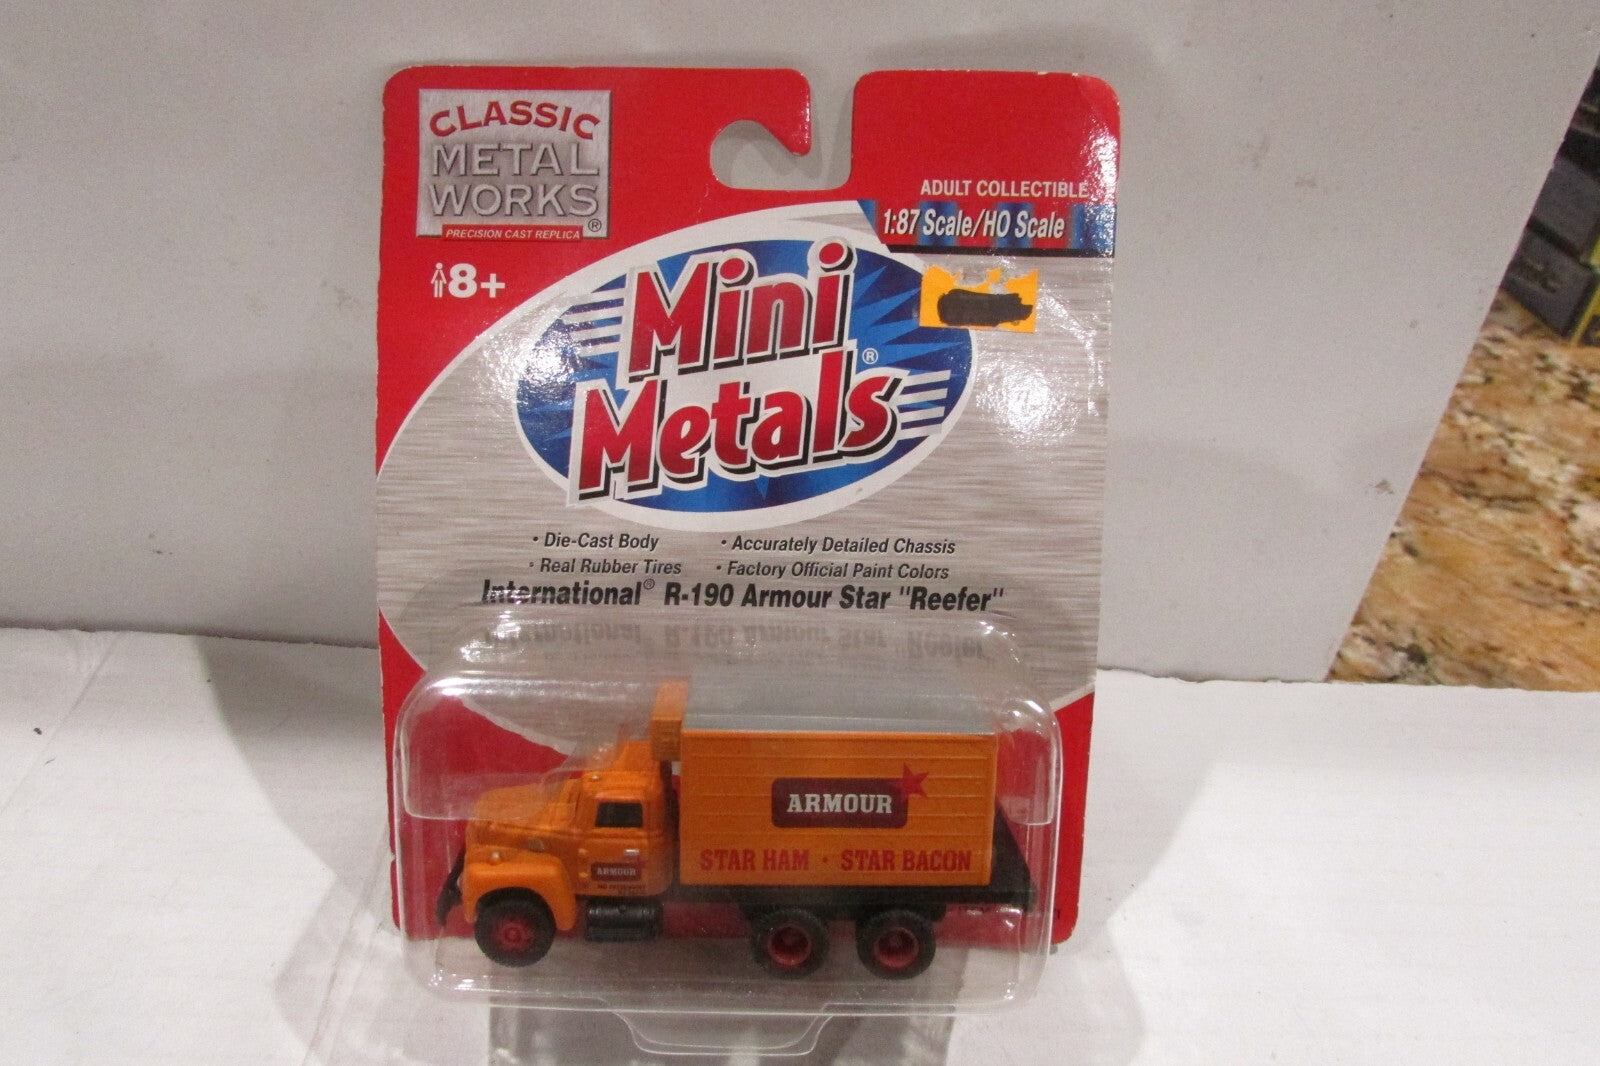 CLASSIC
METAL
WORKS®
PRECISION CAST REPLICA
8+
ADULT COLLECTIBLE
1:87 Scale/HO Scale
Mini
Metals®
• Die-Cast Body
• Accurately Detailed Chassis
• Real Rubber Tires
• Factory Official Paint Colors
International® R-190 Armour Star "Reefer"
ARMOUR
STAR HAM • STAR BACON
ARMOUR